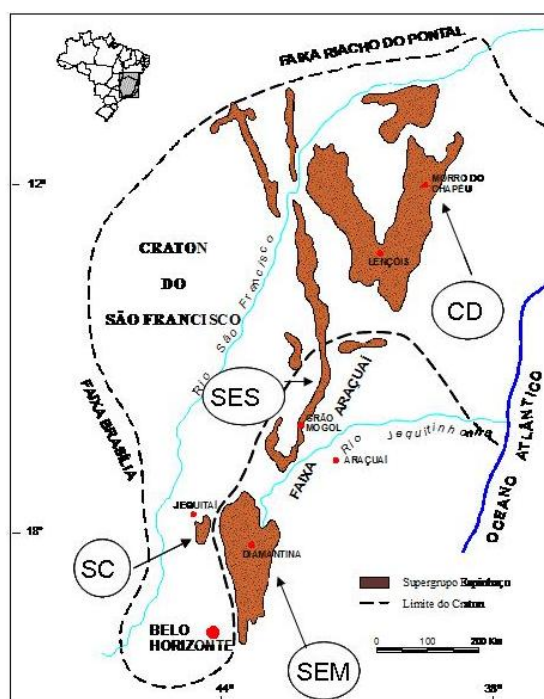 FAIXA RIACHO DO PONTAL
12°
MORRO DO
CHAPÉU
CRATON
DO
SÃO FRANCISCO
LENÇOIS
Rio São Francisco
CD
SES
FAIXA ARAÇUAÍ
GRÃO
MOGOL
Rio Jequitinhonha
ARAÇUAÍ
FAIXA BRASÍLIA
OCEANO ATLÂNTICO
JEQUITAÍ
18°
SC
DIAMANTINA
Supergrupo Espinhaço
Limite do Craton
BELO
HORIZONTE
0 100 200 Km
SEM
44°
38°